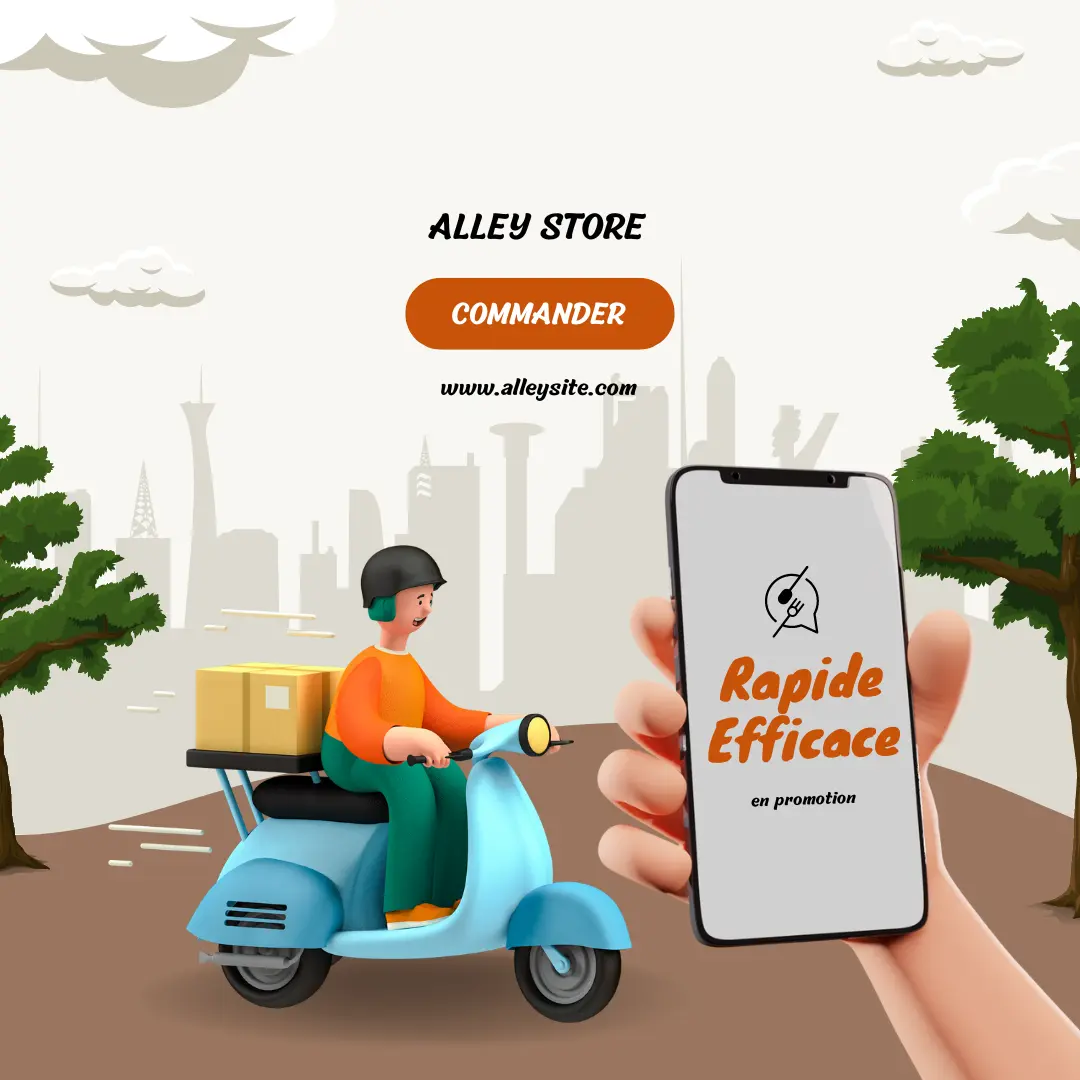 ALLEY STORE
COMMANDER
www.alleysite.com
Rapide
Efficace
en promotion